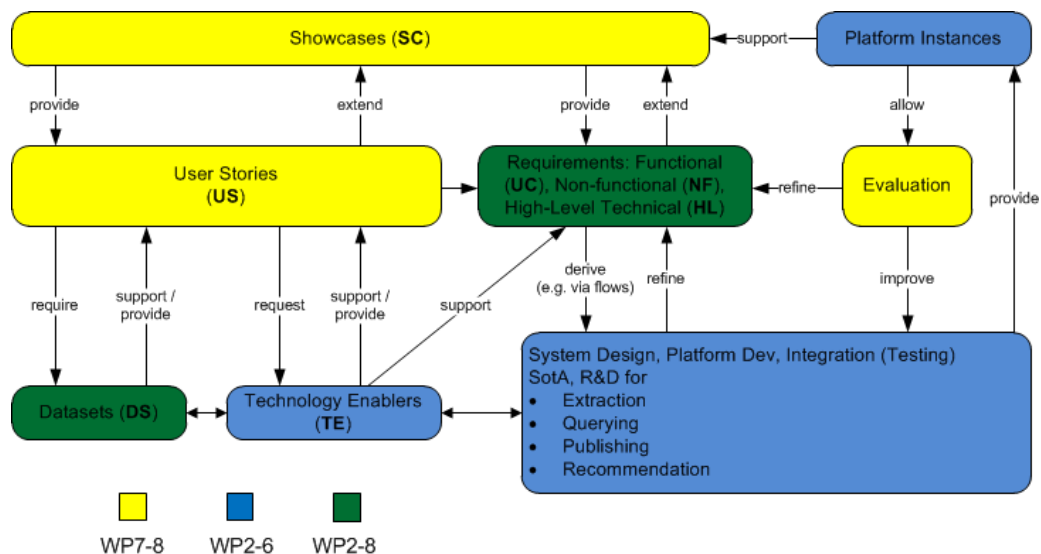 Showcases (SC)
support
Platform Instances
provide
extend
provide
extend
allow
User Stories
(US)
Requirements: Functional
(UC), Non-functional (NF),
High-Level Technical (HL)
refine
Evaluation
provide
require
support /
provide
request
support /
provide
support
derive
(e.g. via flows)
refine
improve
System Design, Platform Dev, Integration (Testing)
SotA, R&D for
• Extraction
• Querying
• Publishing
• Recommendation
Datasets (DS)
Technology Enablers
(TE)
WP7-8
WP2-6
WP2-8